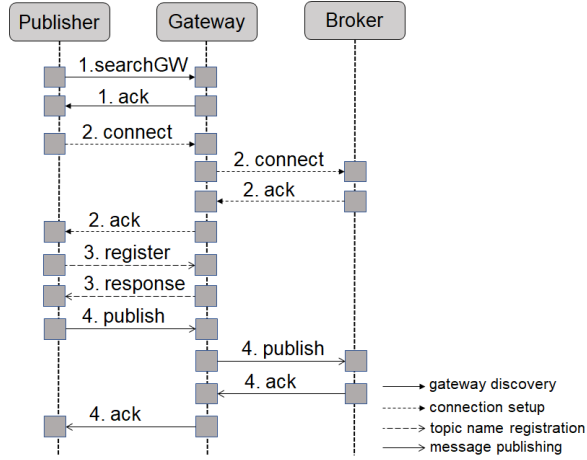 Publisher
Gateway
Broker
1.searchGW
1. ack
2. connect
2. connect
2. ack
2. ack
3. register
3. response
4. publish
4. publish
4. ack
4. ack
gateway discovery
connection setup
topic name registration
message publishing